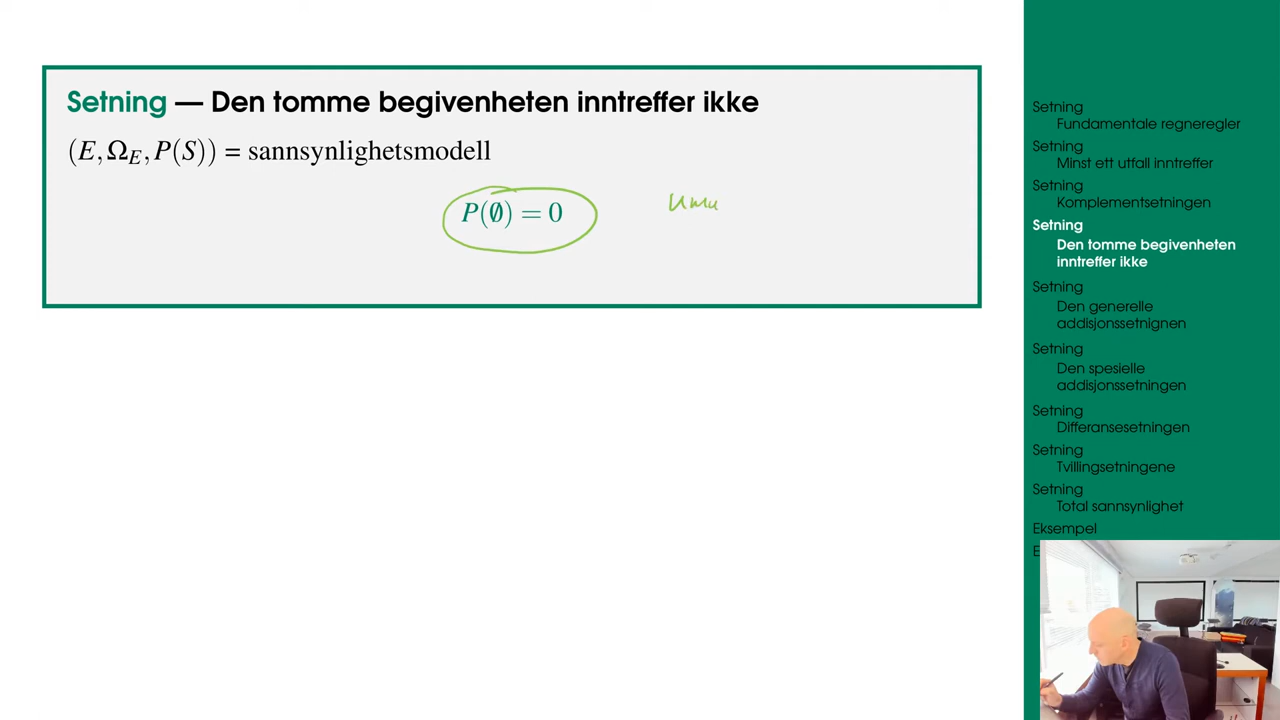 Setning — Den tomme begivenheten inntreffer ikke
(E, Ω_E, P(S)) = sannsynlighetsmodell
P(∅) = 0
Umu
Setning
Fundamentale regneregler
Setning
Minst ett utfall inntreffer
Setning
Komplementsetningen
Setning
Den tomme begivenheten
inntreffer ikke
Setning
Den generelle
addisjonssetnignen
Setning
Den spesielle
addisjonssetningen
Setning
Differansesetningen
Setning
Tvillingsetningene
Setning
Total sannsynlighet
Eksempel